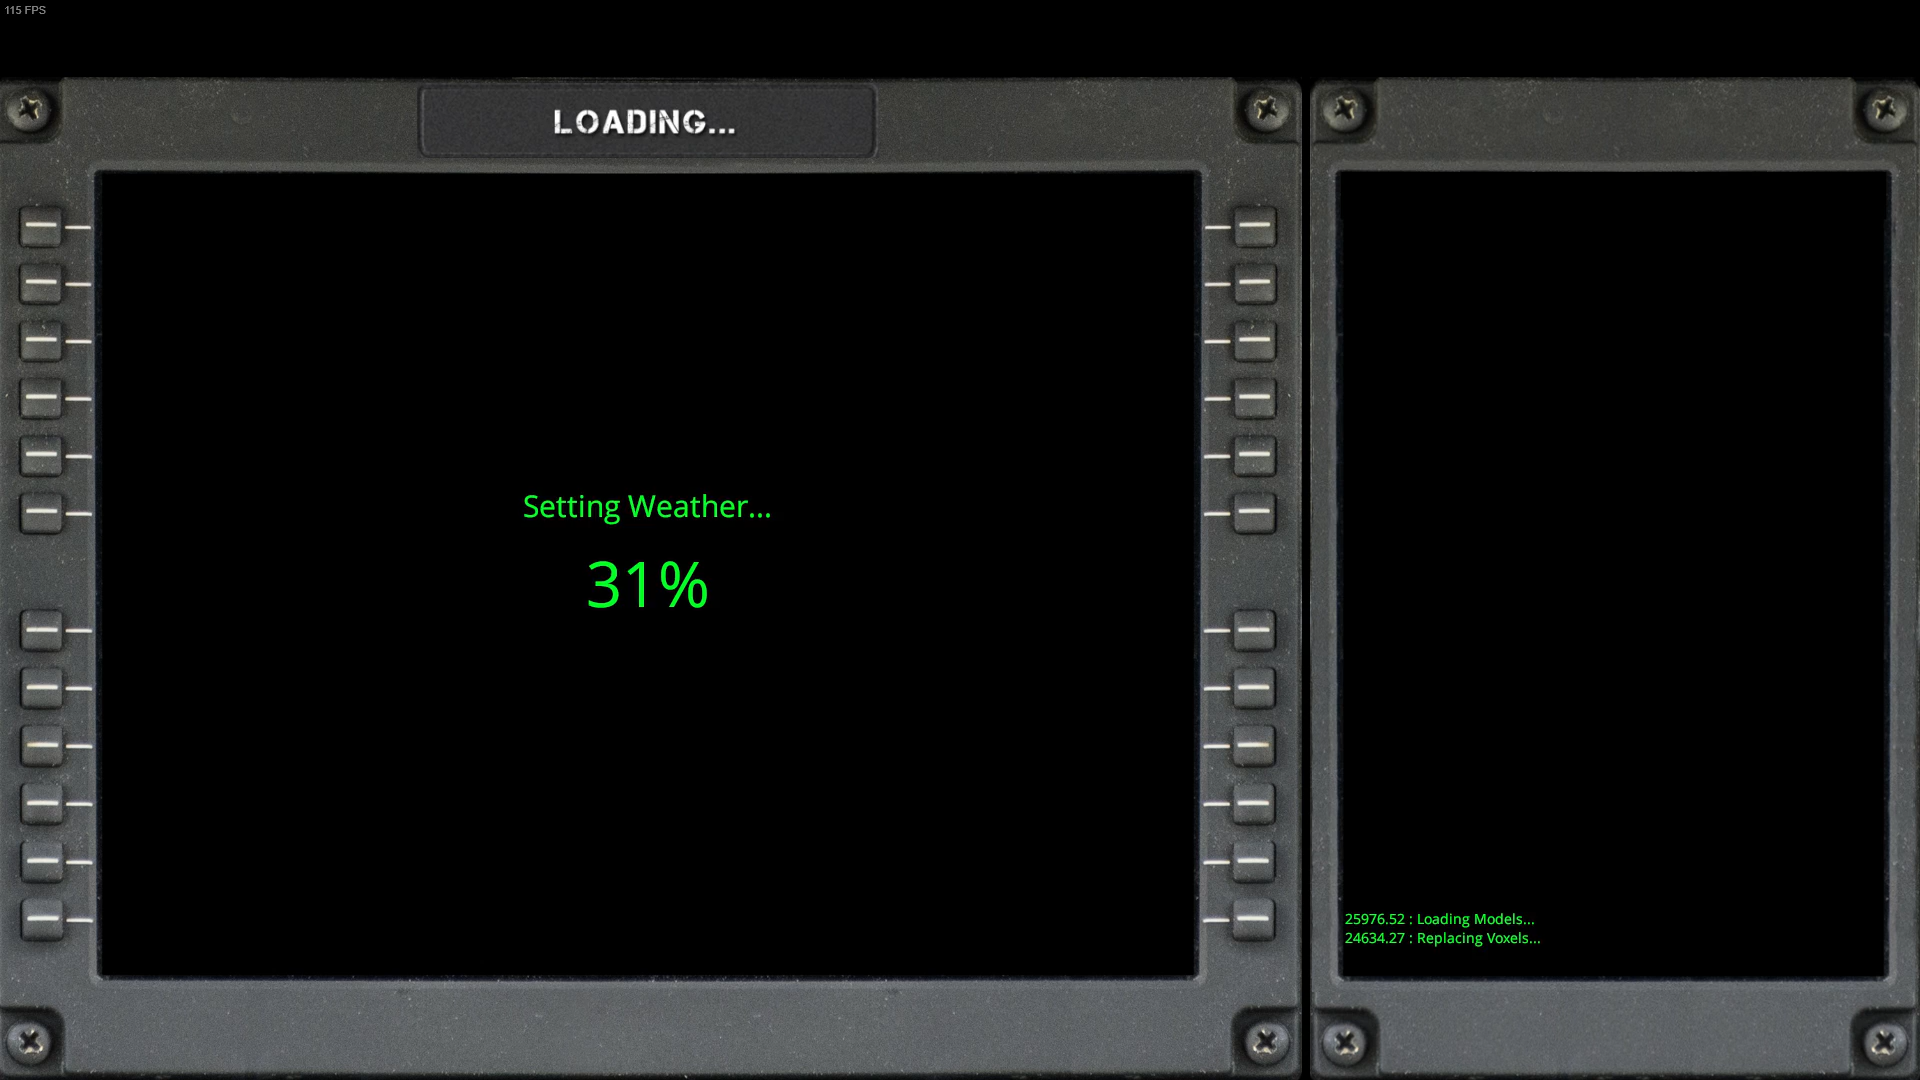 115 FPS
LOADING...
Setting Weather...
31%
25976.52 : Loading Models...
24634.27 : Replacing Voxels...